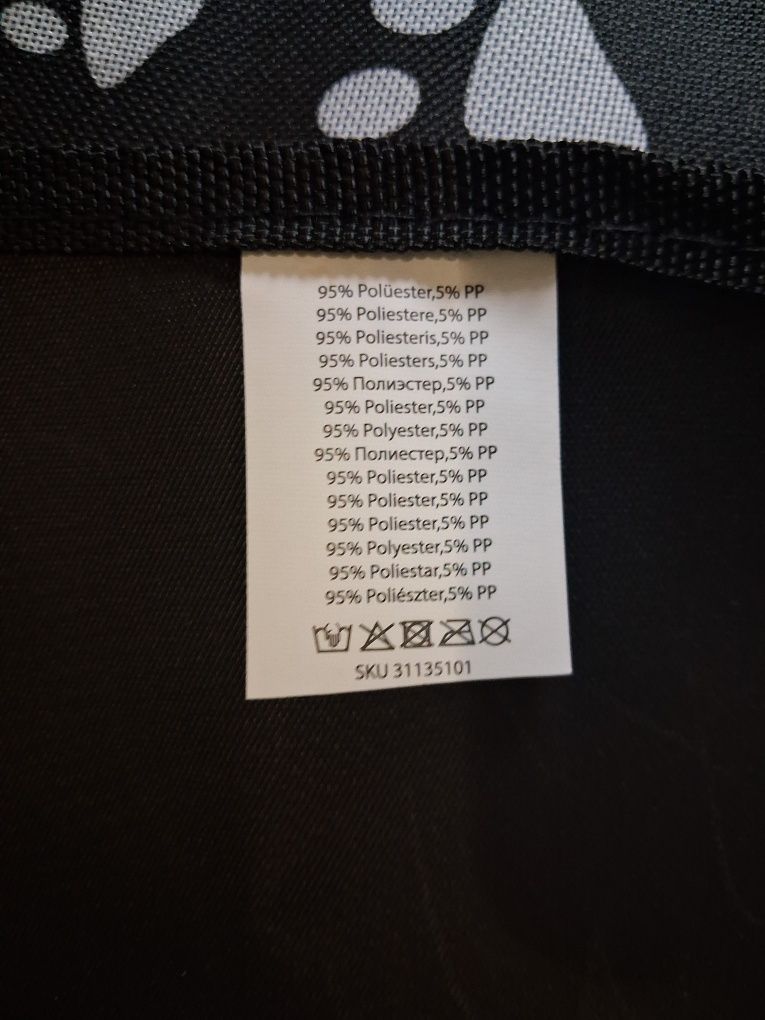 95% Polüester,5% PP
95% Poliestere,5% PP
95% Poliesteris,5% PP
95% Poliesters,5% PP
95% Полиэстер,5% PP
95% Poliester,5% PP
95% Polyester,5% PP
95% Полиестер,5% PP
95% Poliester,5% PP
95% Poliester,5% PP
95% Poliester,5% PP
95% Polyester,5% PP
95% Poliestar,5% PP
95% Poliészter,5% PP
SKU 31135101